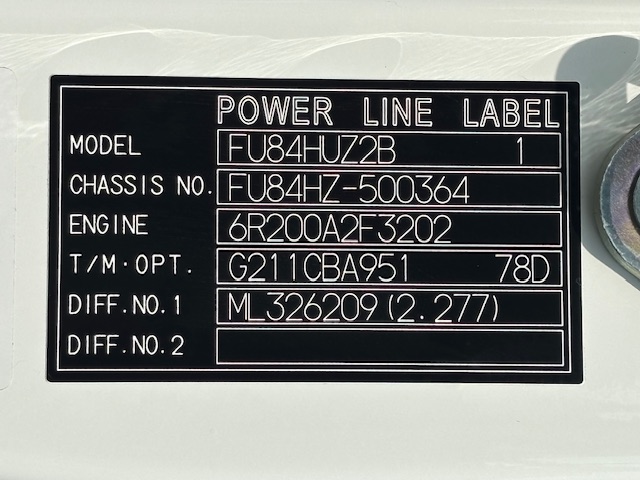 POWER LINE LABEL
MODEL FU84HUZ2B 1
CHASSIS NO. FU84HZ-500364
ENGINE 6R200A2F3202
T/M·OPT. G211CBA951 78D
DIFF.NO.1 ML326209(2.277)
DIFF.NO.2